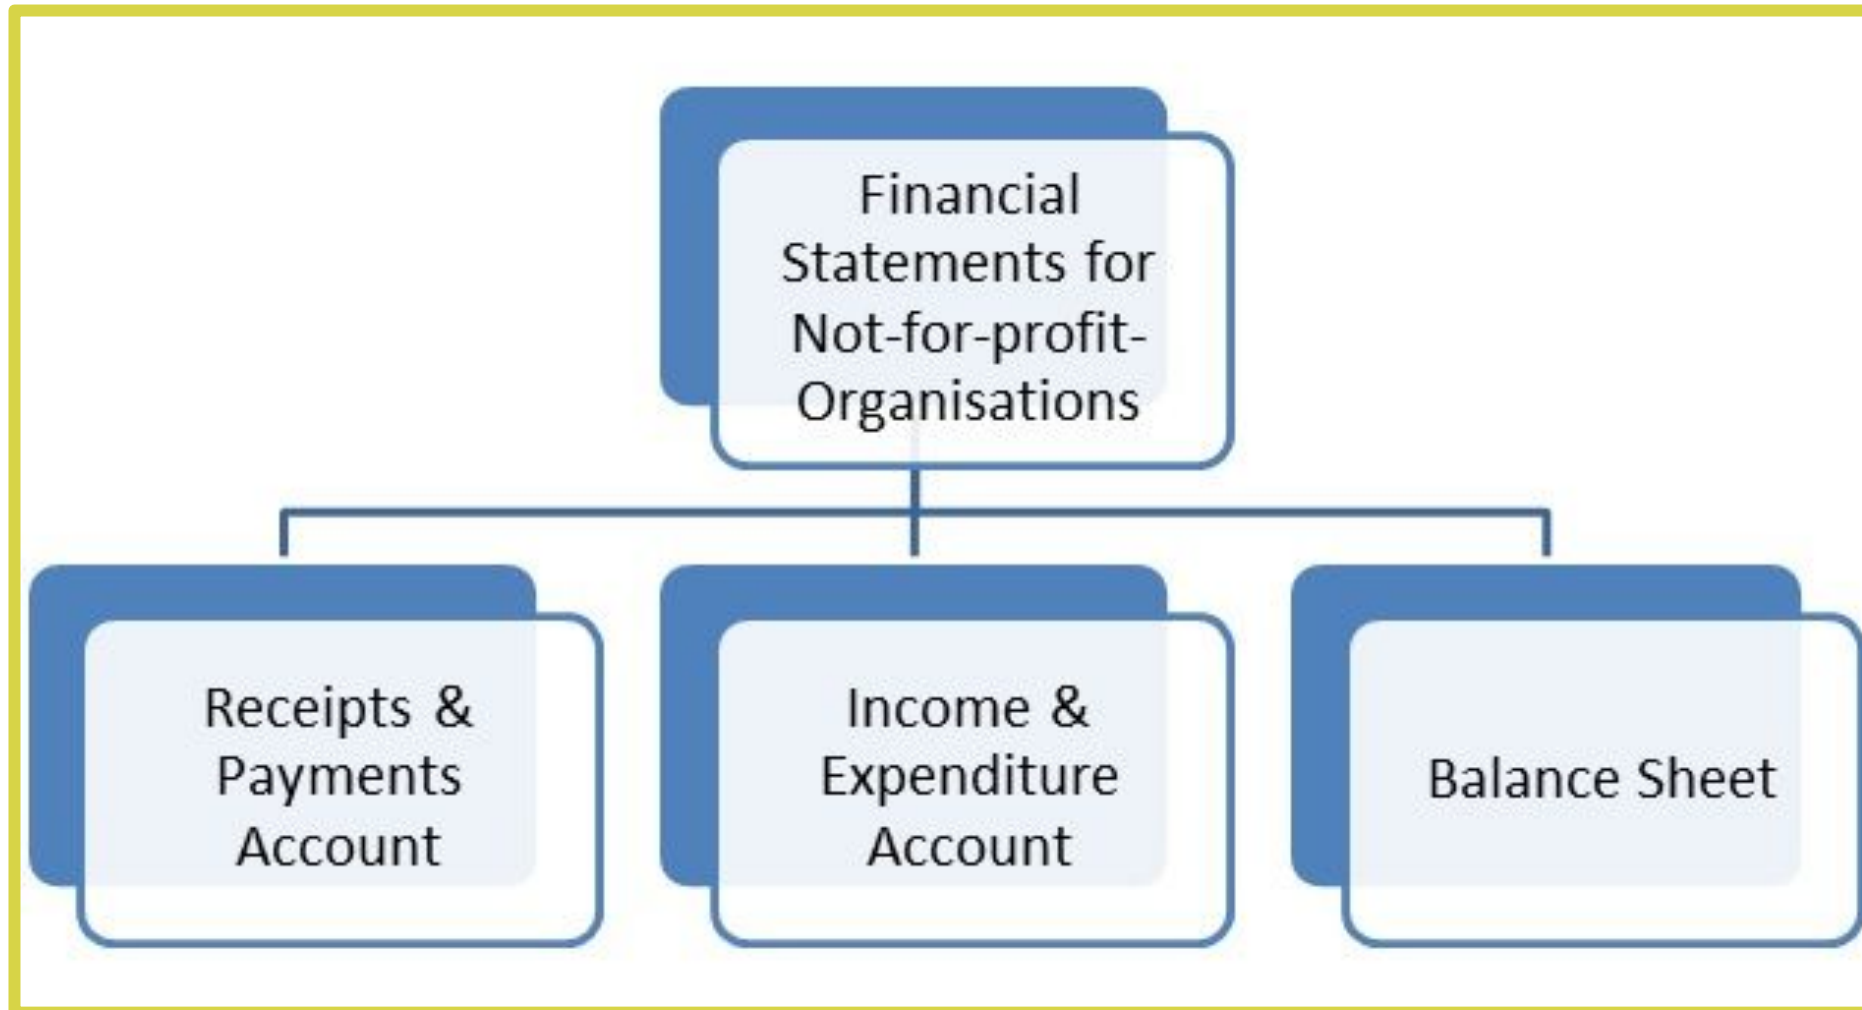 Financial
Statements for
Not-for-profit-
Organisations
Receipts &
Payments
Account
Income &
Expenditure
Account
Balance Sheet